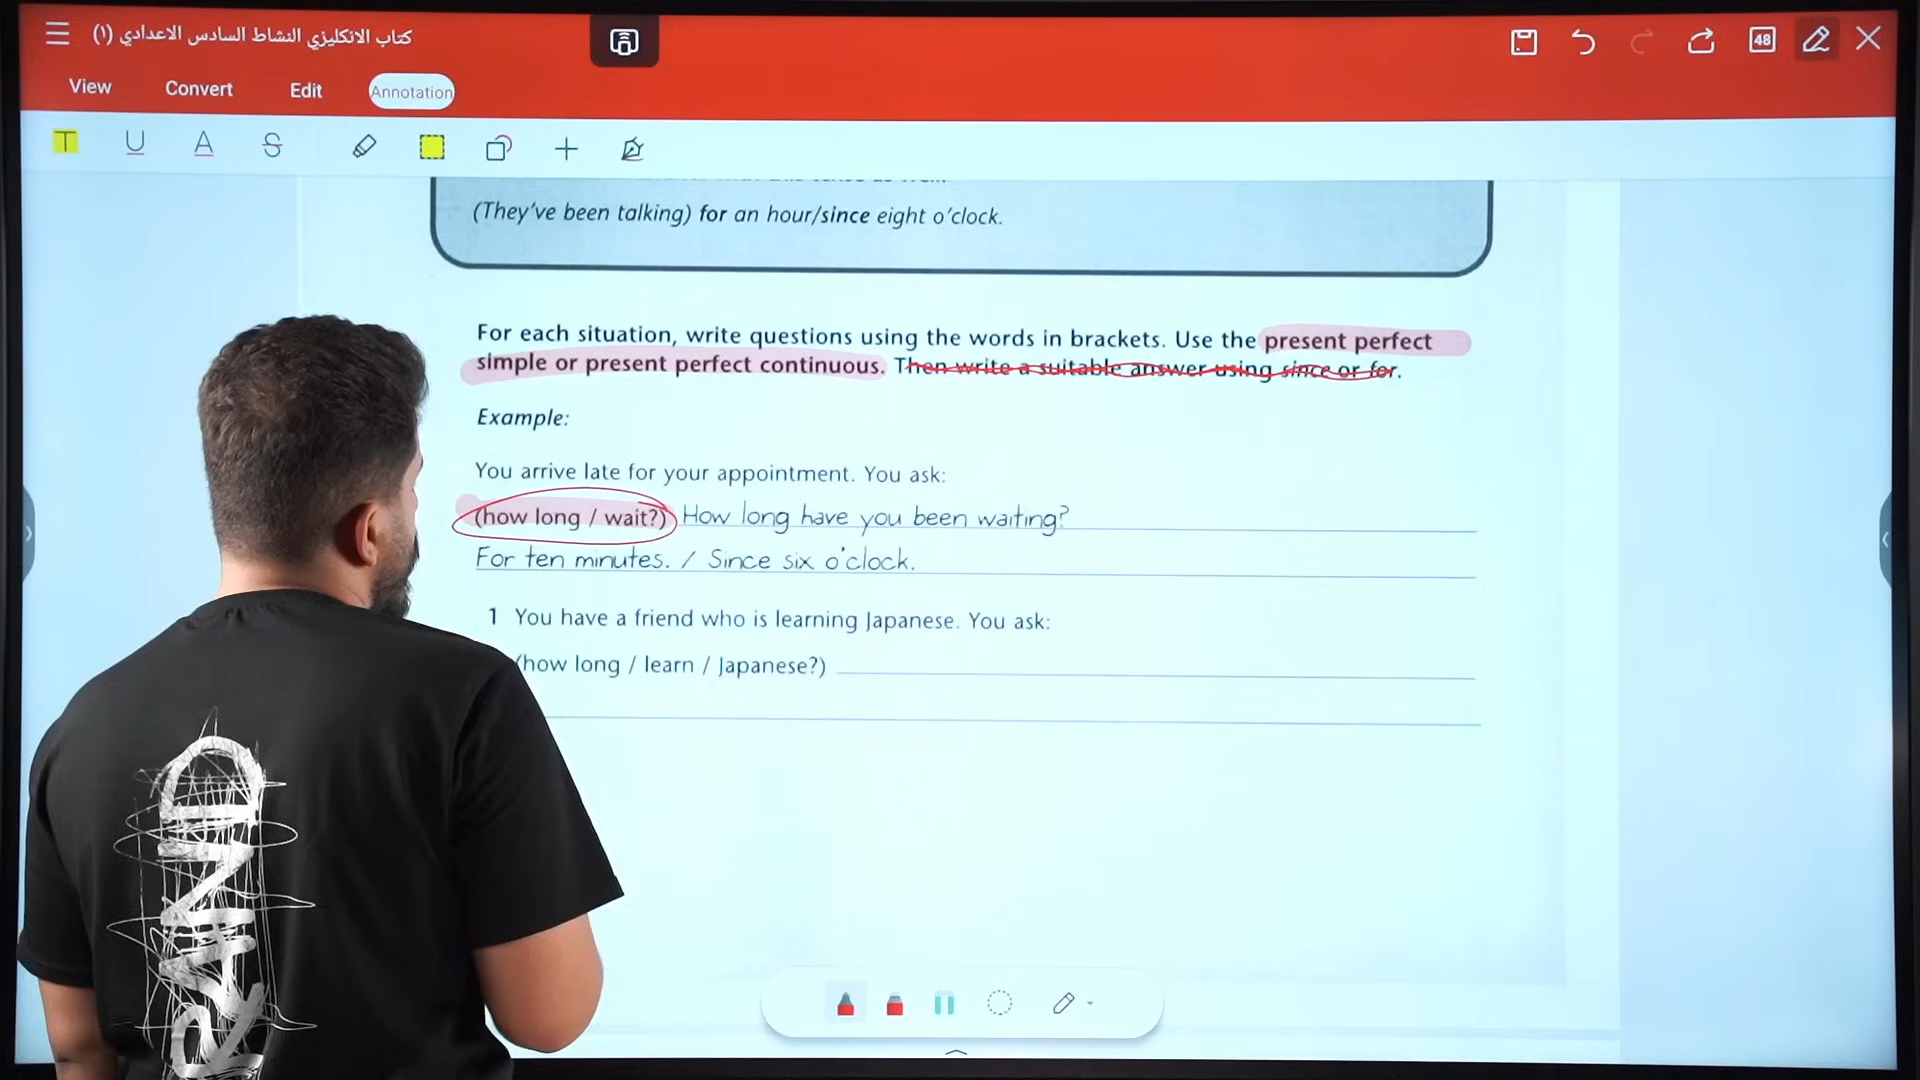 كتاب الانكليزي النشاط السادس الاعدادي (١)
48
View Convert Edit Annotation
T U A S
(They've been talking) for an hour/since eight o'clock.
For each situation, write questions using the words in brackets. Use the present perfect
simple or present perfect continuous. Then write a suitable answer using since or for.
Example:
You arrive late for your appointment. You ask:
(how long / wait?) How long have you been waiting?
For ten minutes. / Since six o'clock.
1 You have a friend who is learning Japanese. You ask:
(how long / learn / Japanese?)